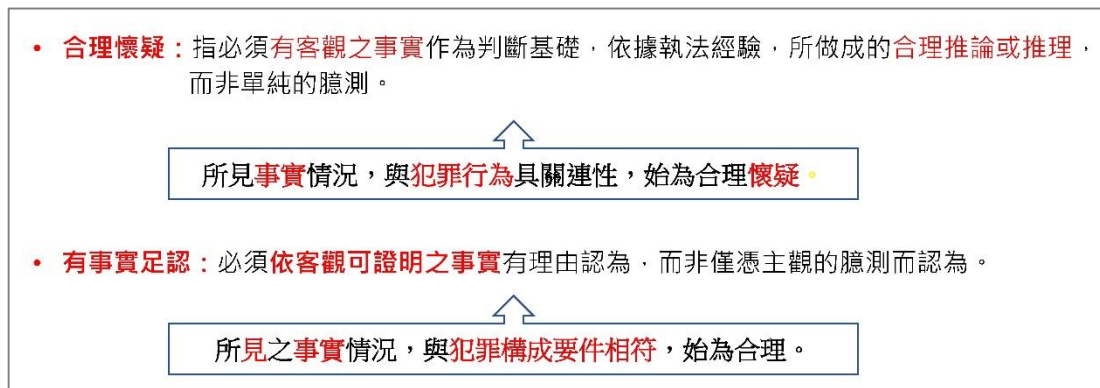 • 合理懷疑：指必須有客觀之事實作為判斷基礎，依據執法經驗，所做成的合理推論或推理，
而非單純的臆測。
所見事實情況，與犯罪行為具關連性，始為合理懷疑。
• 有事實足認：必須依客觀可證明之事實有理由認為，而非僅憑主觀的臆測而認為。
所見之事實情況，與犯罪構成要件相符，始為合理。